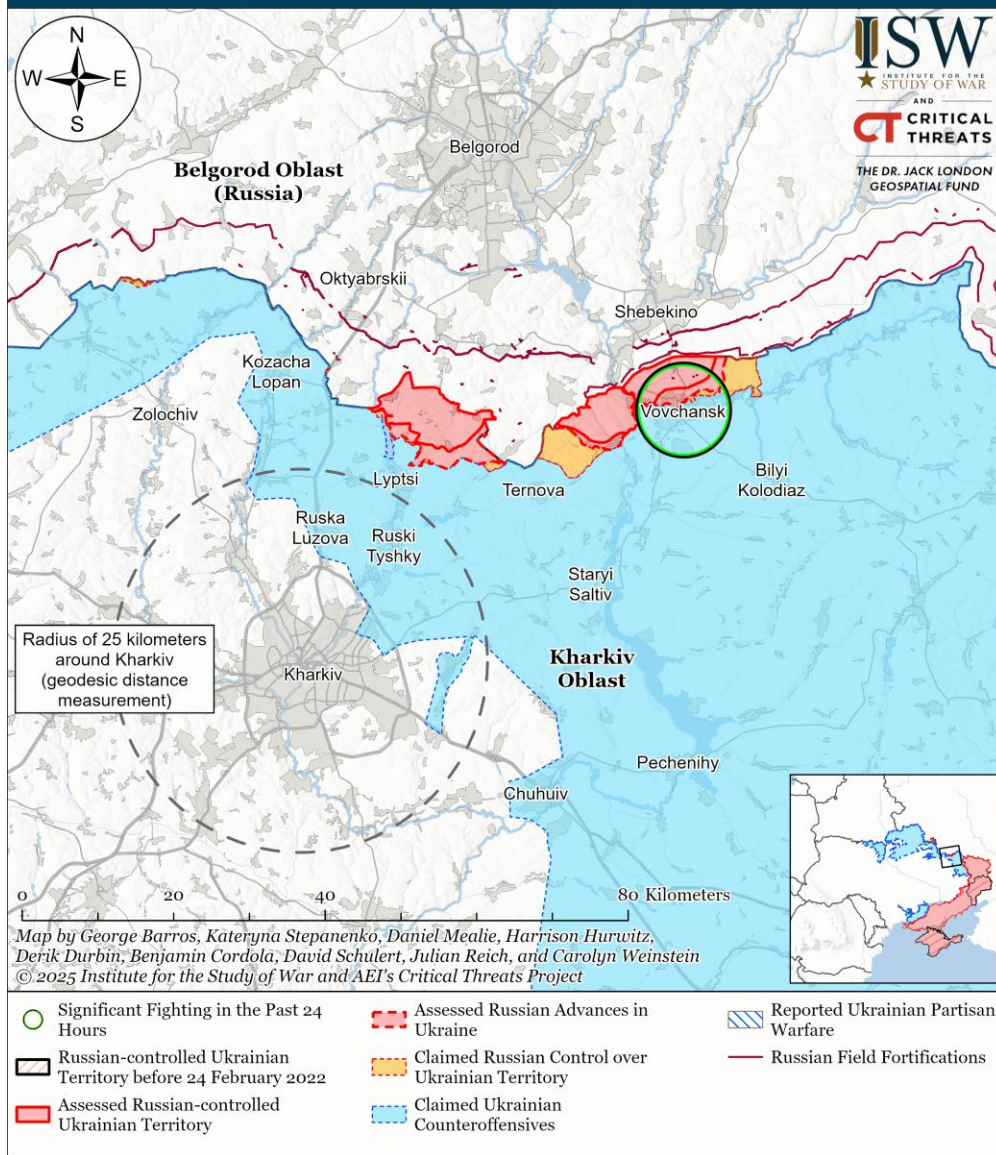 N
W
E
S
ISW
INSTITUTE FOR THE
STUDY OF WAR
AND
CT CRITICAL
THREATS
THE DR. JACK LONDON
GEOSPATIAL FUND
Belgorod
Belgorod Oblast
(Russia)
Oktyabrskii
Shebekino
Kozacha
Lopan
Zolochiv
Vovchansk
Lyptsi
Ternova
Bilyi
Kolodiaz
Ruska
Luzova
Ruski
Tyshky
Staryi
Saltiv
Radius of 25 kilometers
around Kharkiv
(geodesic distance
measurement)
Kharkiv
Kharkiv
Oblast
Pechenihy
Chuhuiv
0 20 40 80 Kilometers
Map by George Barros, Kateryna Stepanenko, Daniel Mealie, Harrison Hurwitz,
Derik Durbin, Benjamin Cordola, David Schulert, Julian Reich, and Carolyn Weinstein
© 2025 Institute for the Study of War and AEI's Critical Threats Project
Significant Fighting in the Past 24
Hours
Russian-controlled Ukrainian
Territory before 24 February 2022
Assessed Russian-controlled
Ukrainian Territory
Assessed Russian Advances in
Ukraine
Claimed Russian Control over
Ukrainian Territory
Claimed Ukrainian
Counteroffensives
Reported Ukrainian Partisan
Warfare
Russian Field Fortifications